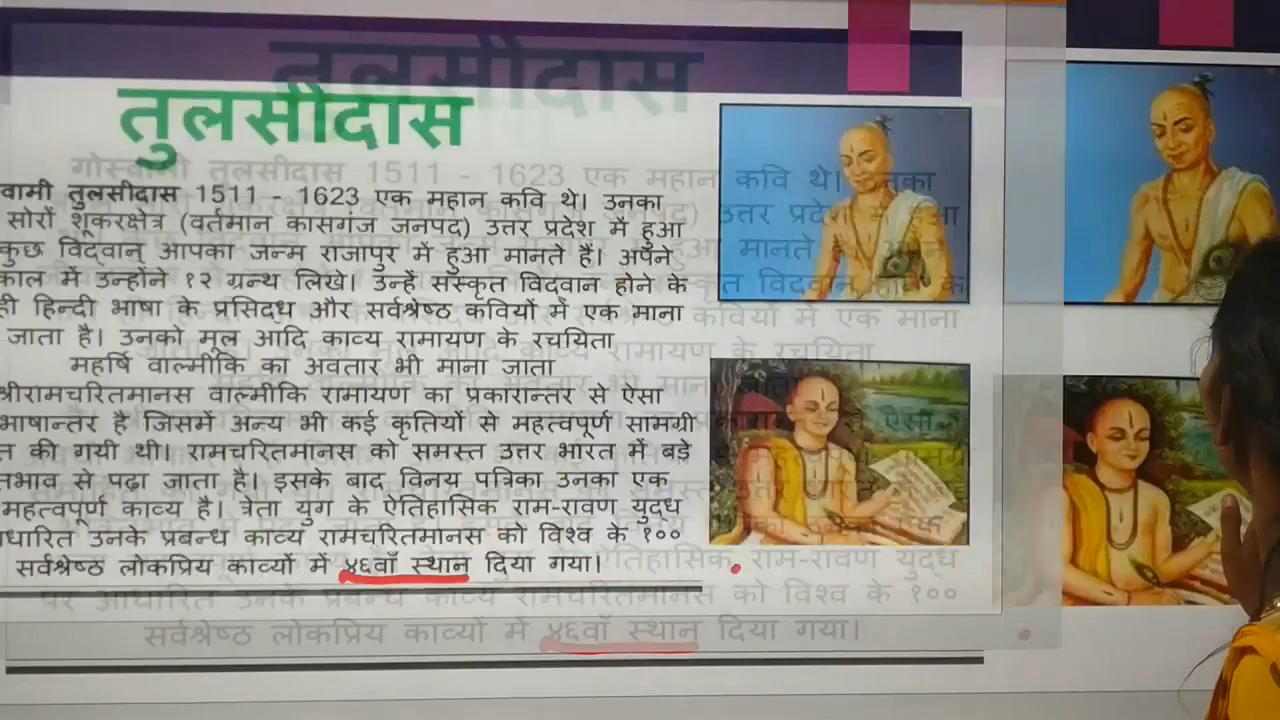 तुलसीदास
वामी तुलसीदास 1511 - 1623 एक महान कवि थे। उनका
सोरों शूकरक्षेत्र (वर्तमान कासगंज जनपद) उत्तर प्रदेश में हुआ
कुछ विद्वान् आपका जन्म राजापुर में हुआ मानते हैं। अपने
काल में उन्होंने १२ ग्रन्थ लिखे। उन्हें संस्कृत विद्वान होने के
ही हिन्दी भाषा के प्रसिद्ध और सर्वश्रेष्ठ कवियों में एक माना
जाता है। उनको मूल आदि काव्य रामायण के रचयिता
महर्षि वाल्मीकि का अवतार भी माना जाता
श्रीरामचरितमानस वाल्मीकि रामायण का प्रकारान्तर से ऐसा
भाषान्तर है जिसमें अन्य भी कई कृतियों से महत्वपूर्ण सामग्री
त की गयी थी। रामचरितमानस को समस्त उत्तर भारत में बड़े
तभाव से पढ़ा जाता है। इसके बाद विनय पत्रिका उनका एक
महत्वपूर्ण काव्य है। त्रेता युग के ऐतिहासिक राम-रावण युद्ध
धारित उनके प्रबन्ध काव्य रामचरितमानस को विश्व के १००
सर्वश्रेष्ठ लोकप्रिय काव्यों में ४६वाँ स्थान दिया गया।